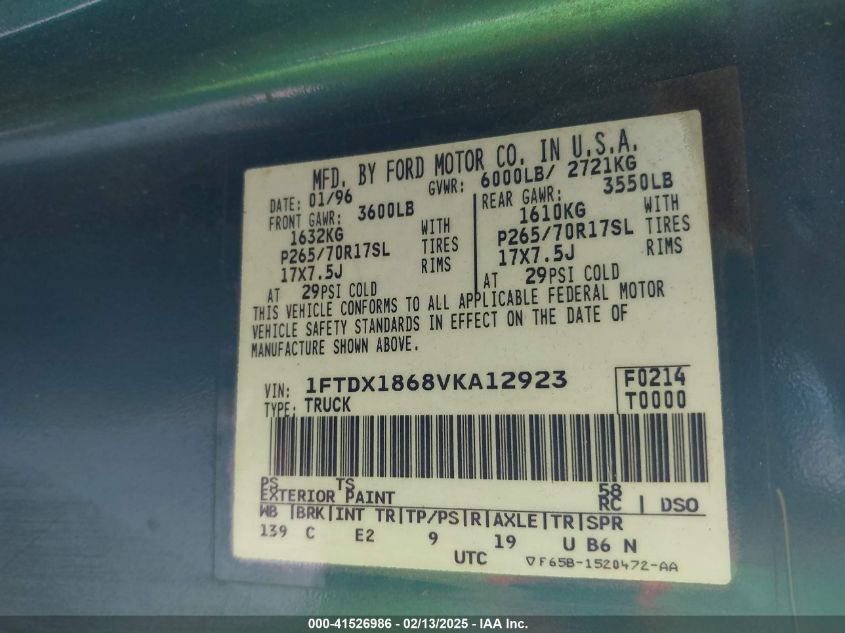 MFD. BY FORD MOTOR CO. IN U.S.A.
DATE: 01/96 GVWR: 6000LB/ 2721KG
FRONT GAWR: 3600LB REAR GAWR: 3550LB
1632KG WITH 1610KG WITH
P265/70R17SL TIRES P265/70R17SL TIRES
17X7.5J RIMS 17X7.5J RIMS
AT 29PSI COLD AT 29PSI COLD
THIS VEHICLE CONFORMS TO ALL APPLICABLE FEDERAL MOTOR
VEHICLE SAFETY STANDARDS IN EFFECT ON THE DATE OF
MANUFACTURE SHOWN ABOVE.
VIN: 1FTDX1868VKA12923 F0214
TYPE: TRUCK T0000
PS TS 58
EXTERIOR PAINT RC DSO
WB BRK INT TR TP/PS R AXLE TR SPR
139 C E2 9 19 U B6 N
UTC ▽F65B-1520472-AA
000-41526986 - 02/13/2025 - IAA Inc.